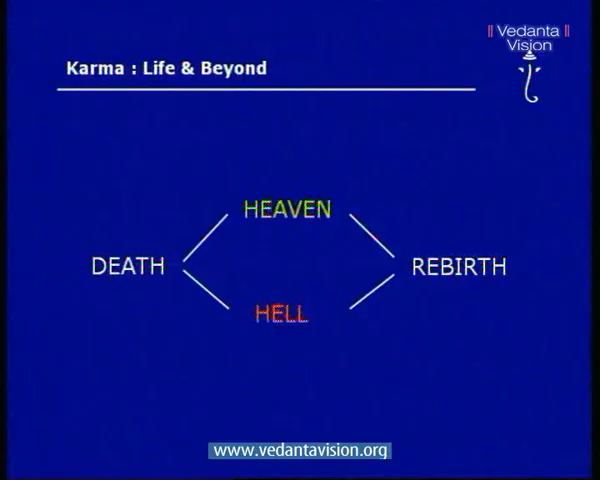 || Vedanta ||
Vision
Karma : Life & Beyond
HEAVEN
DEATH
REBIRTH
HELL
www.vedantavision.org